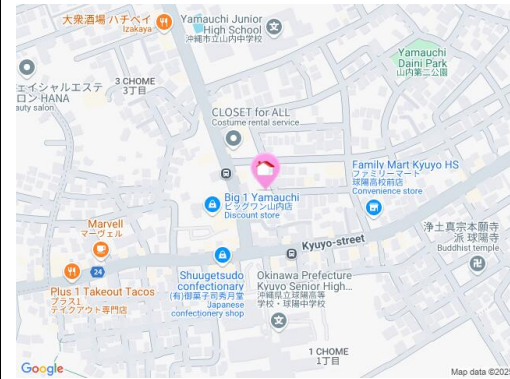 大衆酒場 ハチベイ
Izakaya
Yamauchi Junior
High School
沖縄市立山内中学校
Yamauchi
Daini Park
山内第二公園
ェイシャルエステ
ロン HANA
auty salon
3 CHOME
3丁目
CLOSET for ALL
Costume rental service
Family Mart Kyuyo HS
ファミリーマート
球陽高校前店
Convenience store
Big 1 Yamauchi
ビッグワン山内店
Discount store
Marvell
マーヴェル
Kyuyo-street
浄土真宗本願寺
派 球陽寺
Buddhist temple
24
Plus 1 Takeout Tacos
プラス1
テイクアウト専門店
Shuugetsudo
confectionary
(有)御菓子司秀月堂
Japanese
confectionery shop
Okinawa Prefecture
Kyuyo Senior High...
沖縄県立球陽高等
学校・球陽中学校
1 CHOME
1丁目
Google
Map data ©2025